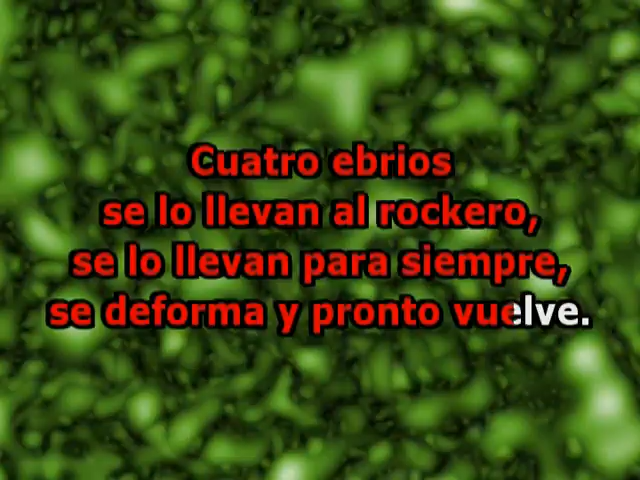 Cuatro ebrios
se lo llevan al rockero,
se lo llevan para siempre,
se deforma y pronto vuelve.